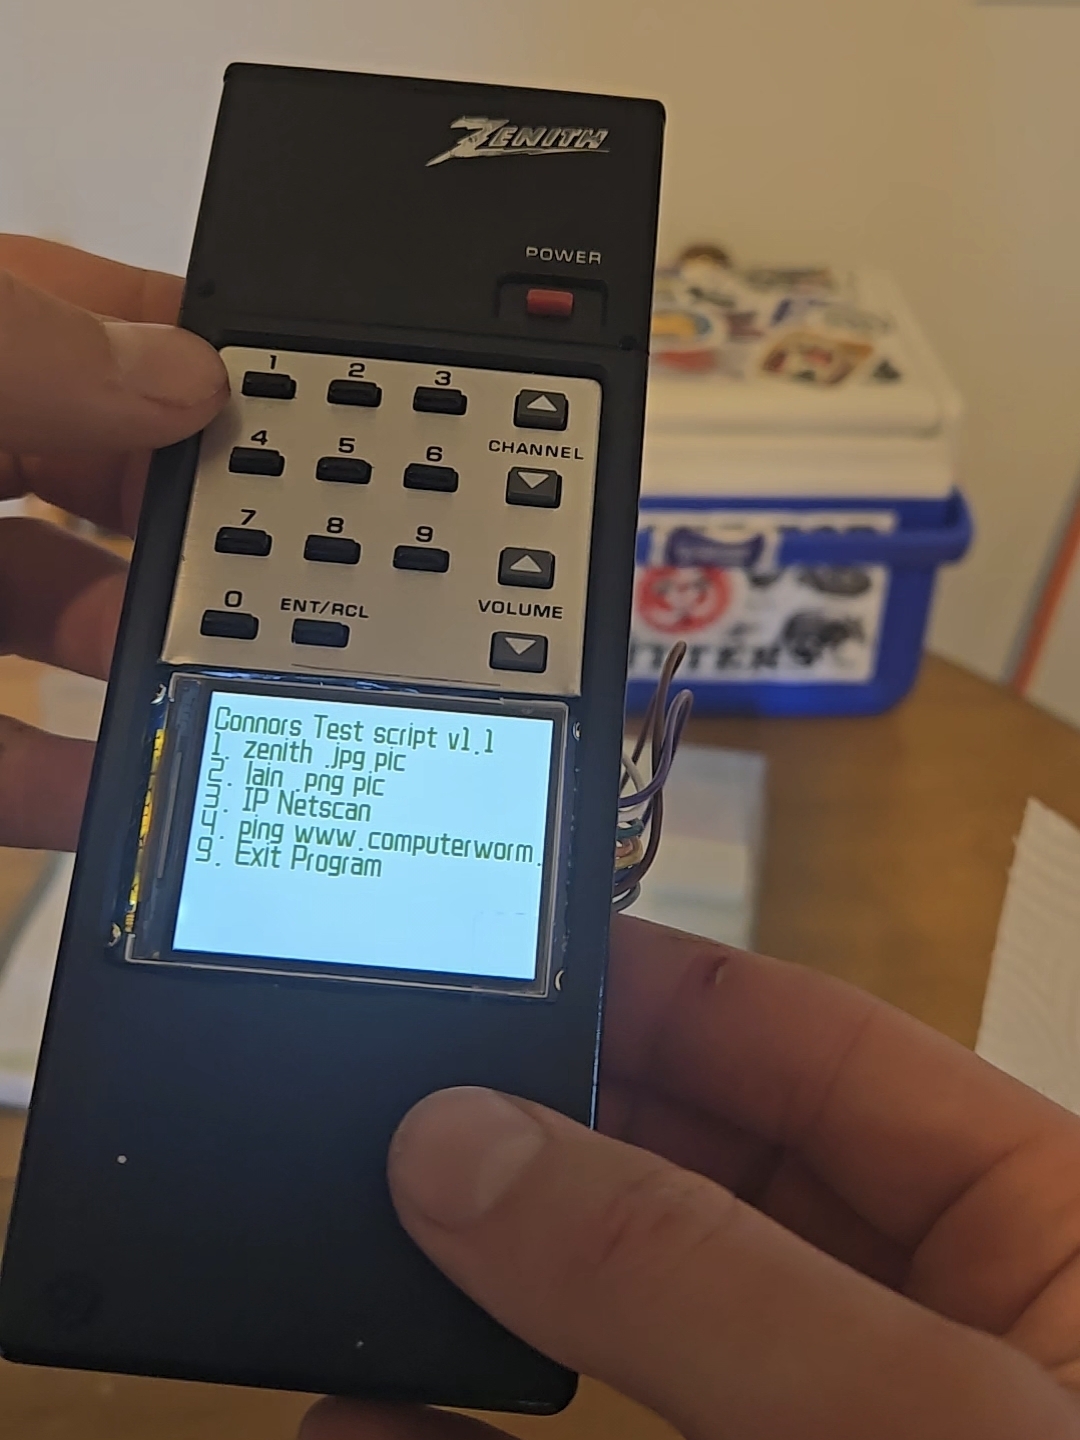 ZENITH
POWER
1 2 3
CHANNEL
4 5 6
7 8 9
VOLUME
0 ENT/RCL
Connors Test script v1.1
1. zenith .jpg pic
2. lain .png pic
3. IP Netscan
4. ping www.computerworm.
9. Exit Program